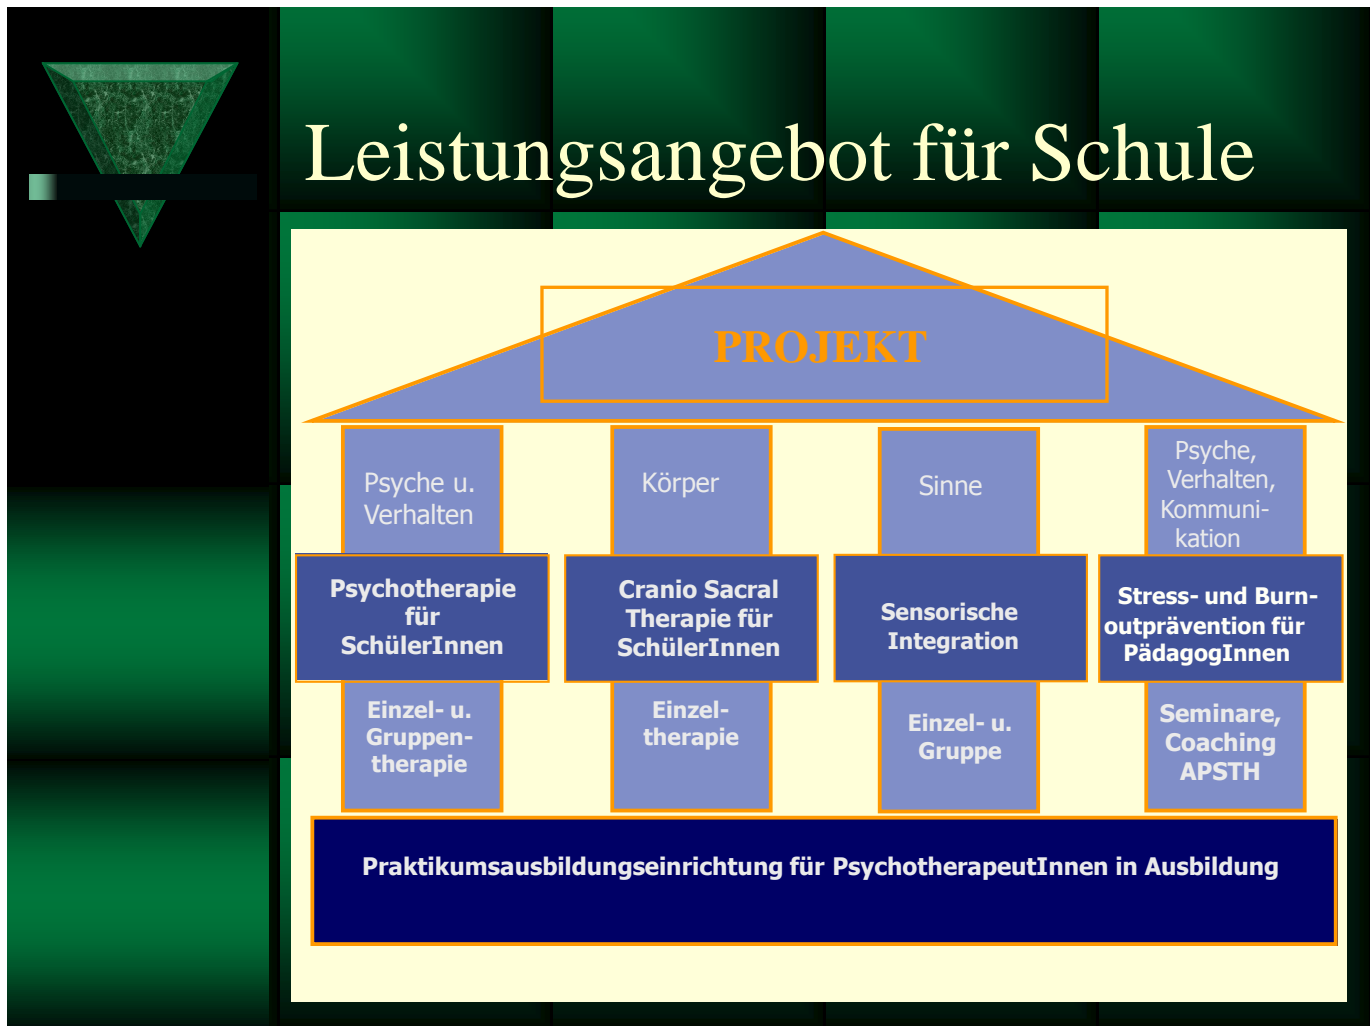 Leistungsangebot für Schule
PROJEKT
Psyche u.
Verhalten
Körper
Sinne
Psyche,
Verhalten,
Kommuni-
kation
Psychotherapie
für
SchülerInnen
Cranio Sacral
Therapie für
SchülerInnen
Sensorische
Integration
Stress- und Burn-
outprävention für
PädagogInnen
Einzel- u.
Gruppen-
therapie
Einzel-
therapie
Einzel- u.
Gruppe
Seminare,
Coaching
APSTH
Praktikumsausbildungseinrichtung für PsychotherapeutInnen in Ausbildung